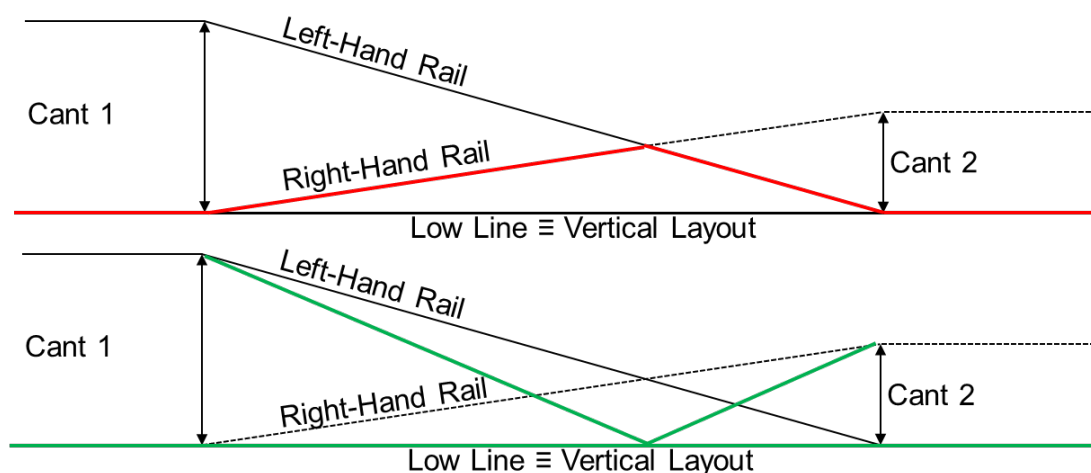 Left-Hand Rail
Cant 1
Right-Hand Rail
Cant 2
Low Line ≡ Vertical Layout
Left-Hand Rail
Cant 1
Right-Hand Rail
Cant 2
Low Line ≡ Vertical Layout